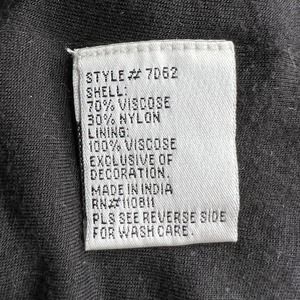 STYLE# 7D62
SHELL:
70% VISCOSE
30% NYLON
LINING:
100% VISCOSE
EXCLUSIVE OF
DECORATION.
MADE IN INDIA
RN# 110811
PLS SEE REVERSE SIDE
FOR WASH CARE.